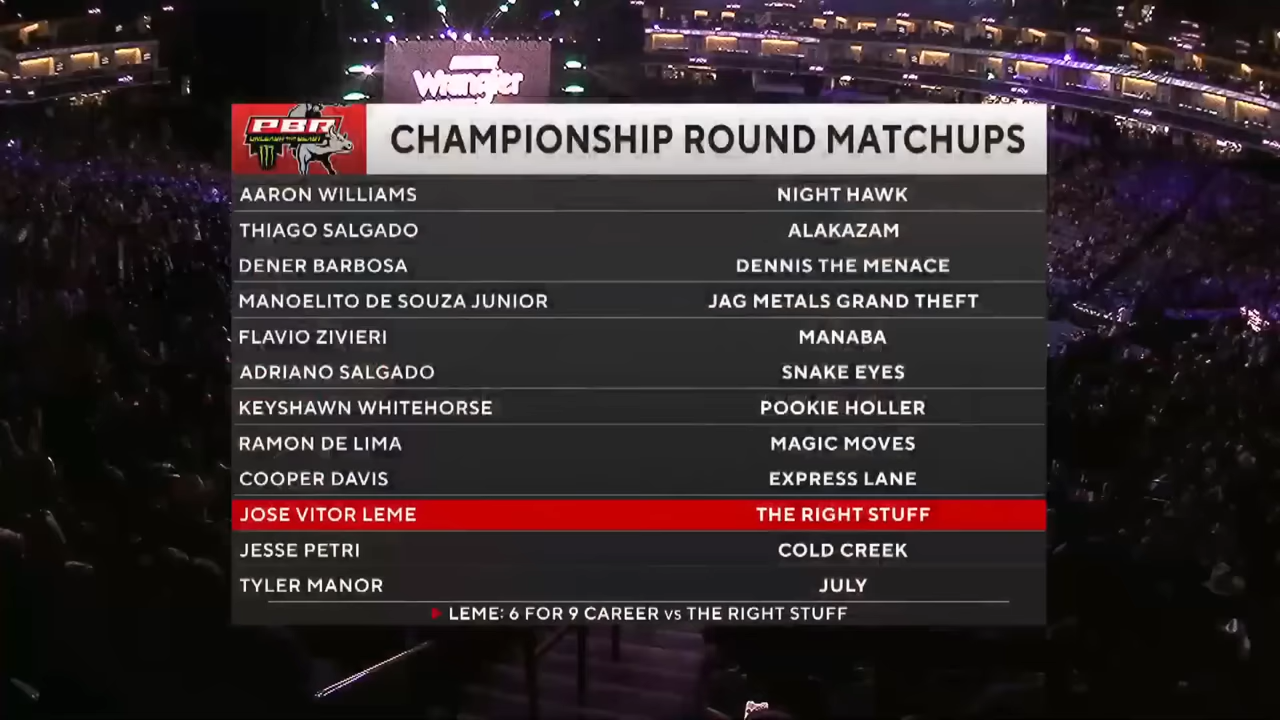 Wrangler
PBR
CHAMPIONSHIP ROUND MATCHUPS
AARON WILLIAMS NIGHT HAWK
THIAGO SALGADO ALAKAZAM
DENER BARBOSA DENNIS THE MENACE
MANOELITO DE SOUZA JUNIOR JAG METALS GRAND THEFT
FLAVIO ZIVIERI MANABA
ADRIANO SALGADO SNAKE EYES
KEYSHAWN WHITEHORSE POOKIE HOLLER
RAMON DE LIMA MAGIC MOVES
COOPER DAVIS EXPRESS LANE
JOSE VITOR LEME THE RIGHT STUFF
JESSE PETRI COLD CREEK
TYLER MANOR JULY
LEME: 6 FOR 9 CAREER vs THE RIGHT STUFF